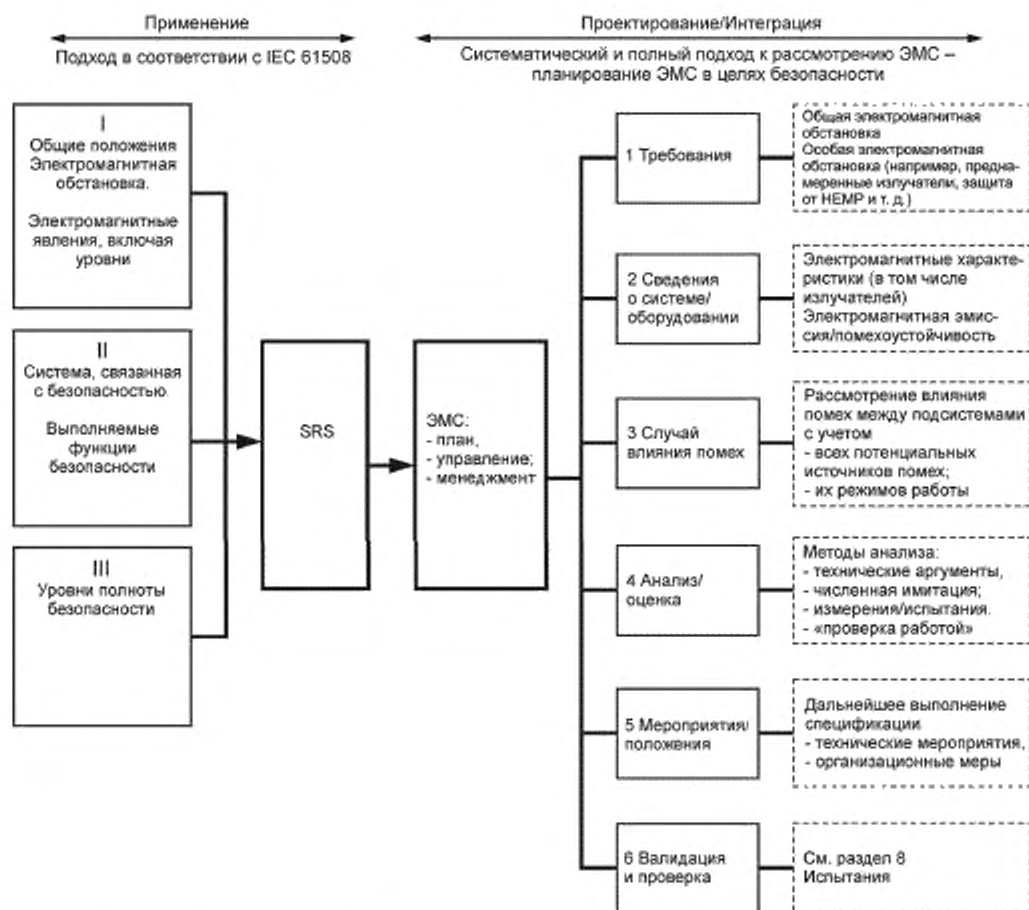 Применение
Подход в соответствии с IEC 61508
Проектирование/Интеграция
Систематический и полный подход к рассмотрению ЭМС –
планирование ЭМС в целях безопасности
I
Общие положения
Электромагнитная
обстановка.
Электромагнитные
явления, включая
уровни
II
Система, связанная
с безопасностью
Выполняемые
функции
безопасности
III
Уровни полноты
безопасности
SRS
ЭМС:
- план,
- управление;
- менеджмент
1 Требования
Общая электромагнитная
обстановка
Особая электромагнитная
обстановка (например, предна-
меренные излучатели, защита
от НЕМР и т. д.)
2 Сведения
о системе/
оборудовании
Электромагнитные характе-
ристики (в том числе
излучателей)
Электромагнитная эмис-
сия/помехоустойчивость
3 Случай
влияния помех
Рассмотрение влияния
помех между подсистемами
с учетом
- всех потенциальных
источников помех;
- их режимов работы
4 Анализ/
оценка
Методы анализа:
- технические аргументы,
- численная имитация;
- измерения/испытания.
- «проверка работой»
5 Мероприятия/
положения
Дальнейшее выполнение
спецификации
- технические мероприятия,
- организационные меры
6 Валидация
и проверка
См. раздел 8
Испытания